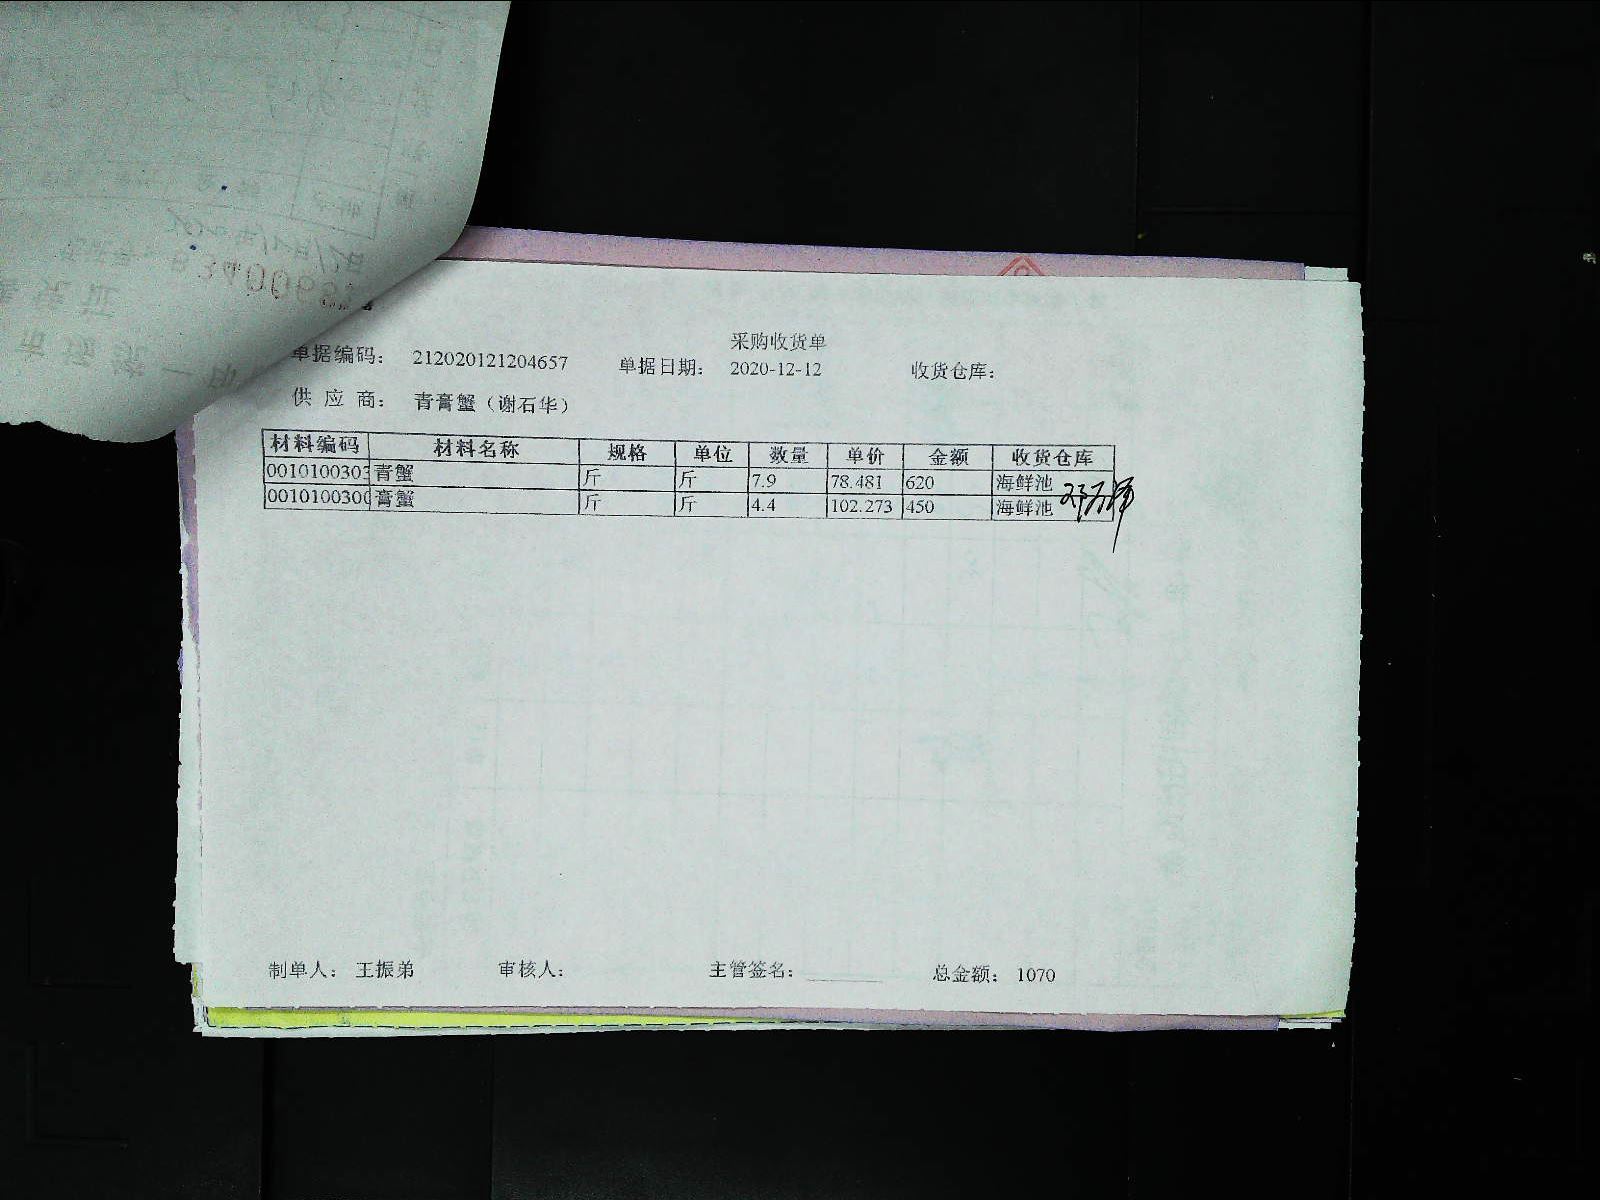 采购收货单
单据编码： 212020121204657 单据日期： 2020-12-12 收货仓库：
供 应 商： 青膏蟹（谢石华）
材料编码 材料名称 规格 单位 数量 单价 金额 收货仓库
0010100303 青蟹 斤 斤 7.9 78.481 620 海鲜池
0010100300 膏蟹 斤 斤 4.4 102.273 450 海鲜池
制单人： 王振弟 审核人： 主管签名： 总金额： 1070